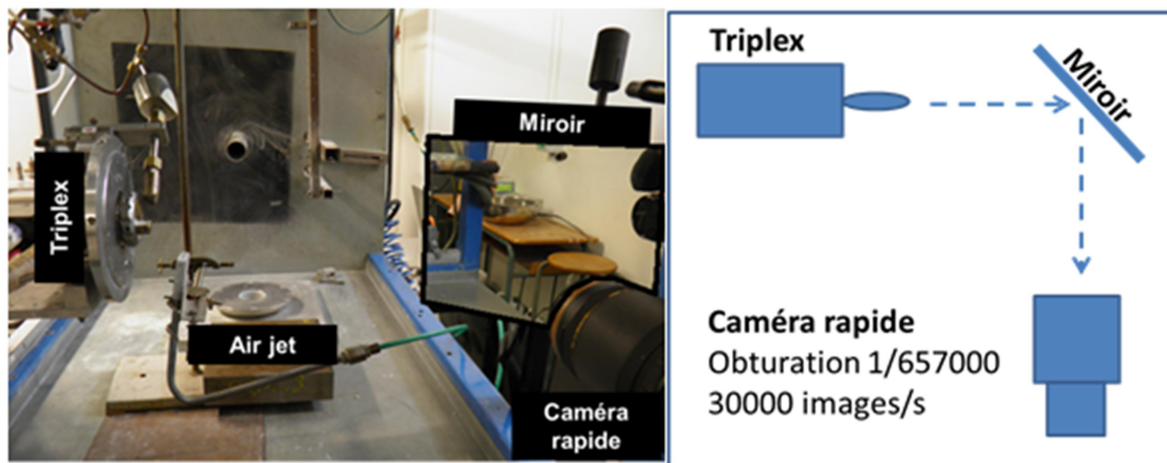 Triplex
Miroir
Air jet
Caméra
rapide
Triplex
Miroir
Caméra rapide
Obturation 1/657000
30000 images/s